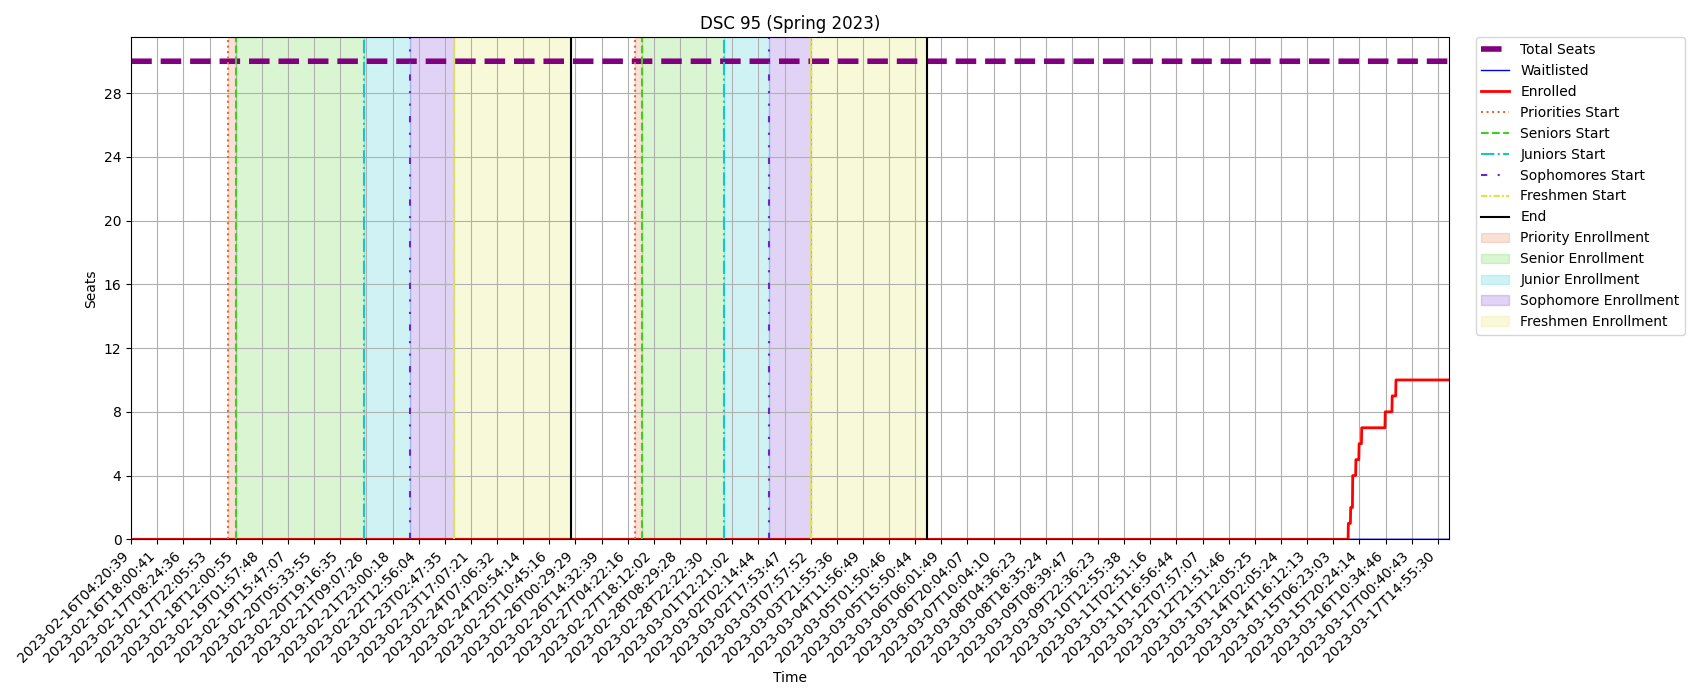 DSC 95 (Spring 2023)
Total Seats
Waitlisted
Enrolled
Priorities Start
Seniors Start
Juniors Start
Sophomores Start
Freshmen Start
End
Priority Enrollment
Senior Enrollment
Junior Enrollment
Sophomore Enrollment
Freshmen Enrollment
Seats
28
24
20
16
12
8
4
0
2023-02-16T04:20:39
2023-02-16T18:00:41
2023-02-17T08:24:36
2023-02-17T22:05:53
2023-02-18T12:00:55
2023-02-19T01:57:48
2023-02-19T15:47:07
2023-02-20T05:33:55
2023-02-20T19:16:35
2023-02-21T09:07:26
2023-02-21T23:00:18
2023-02-22T12:56:04
2023-02-23T02:47:35
2023-02-23T17:07:21
2023-02-24T07:06:32
2023-02-24T20:54:14
2023-02-25T10:45:16
2023-02-26T00:29:29
2023-02-26T14:32:39
2023-02-27T04:22:16
2023-02-27T18:12:02
2023-02-28T08:29:28
2023-02-28T22:22:30
2023-03-01T12:21:02
2023-03-02T02:14:44
2023-03-02T17:53:47
2023-03-03T07:57:52
2023-03-03T21:55:36
2023-03-04T11:56:49
2023-03-05T01:50:46
2023-03-05T15:50:44
2023-03-06T06:01:49
2023-03-06T20:04:07
2023-03-07T10:04:10
2023-03-08T04:36:23
2023-03-08T18:35:24
2023-03-09T08:39:47
2023-03-09T22:36:23
2023-03-10T12:55:38
2023-03-11T02:51:16
2023-03-11T16:56:44
2023-03-12T07:57:07
2023-03-12T21:51:46
2023-03-13T12:05:25
2023-03-14T02:05:24
2023-03-14T16:12:13
2023-03-15T06:23:03
2023-03-15T20:24:14
2023-03-16T10:34:46
2023-03-17T00:40:43
2023-03-17T14:55:30
Time